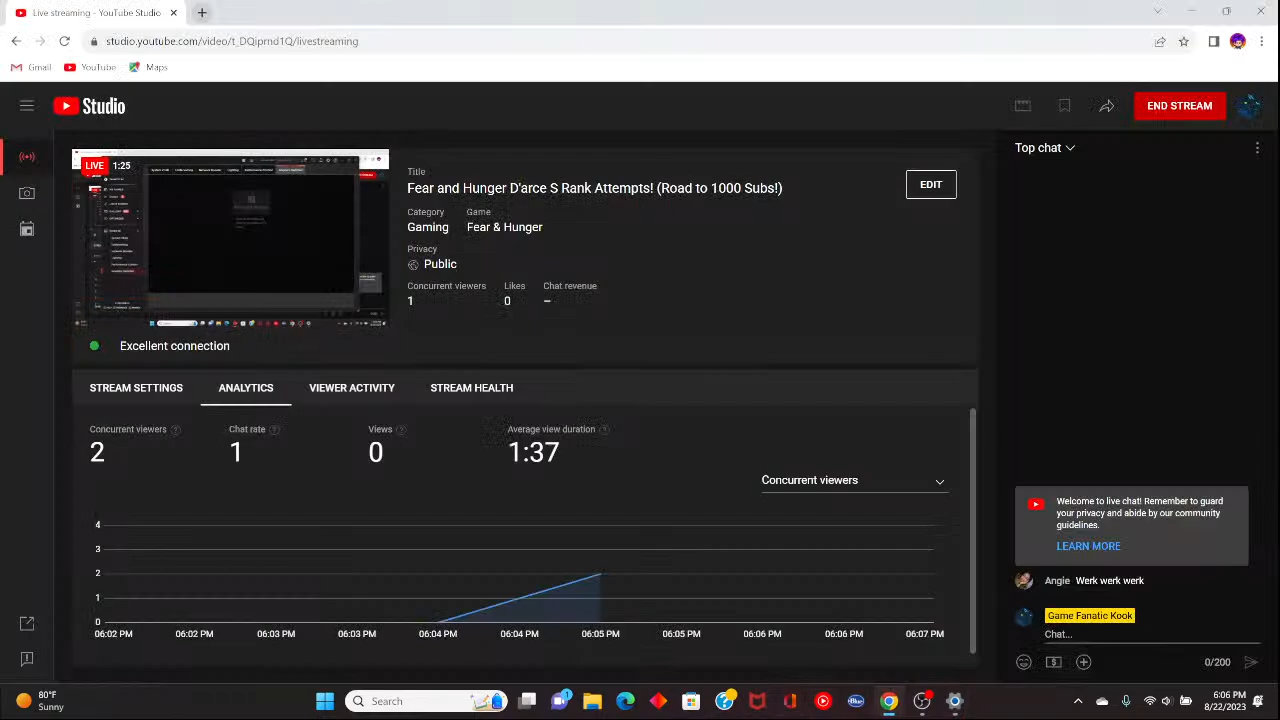 Live streaming - YouTube Studio
studio.youtube.com/video/t_DQiprnd1Q/livestreaming
Gmail YouTube Maps
Studio
END STREAM
LIVE 1:25
Title
Fear and Hunger D'arce S Rank Attempts! (Road to 1000 Subs!)
EDIT
Category Game
Gaming Fear & Hunger
Privacy
Public
Concurrent viewers Likes Chat revenue
1 0 –
Excellent connection
STREAM SETTINGS ANALYTICS VIEWER ACTIVITY STREAM HEALTH
Concurrent viewers Chat rate Views Average view duration
2 1 0 1:37
Concurrent viewers
4
3
2
1
0
06:02 PM 06:02 PM 06:03 PM 06:03 PM 06:04 PM 06:04 PM 06:05 PM 06:05 PM 06:06 PM 06:06 PM 06:07 PM
Top chat
Welcome to live chat! Remember to guard
your privacy and abide by our community
guidelines.
LEARN MORE
Angie Werk werk werk
Game Fanatic Kook
Chat...
0/200
80°F
Sunny
Search
6:06 PM
8/22/2023